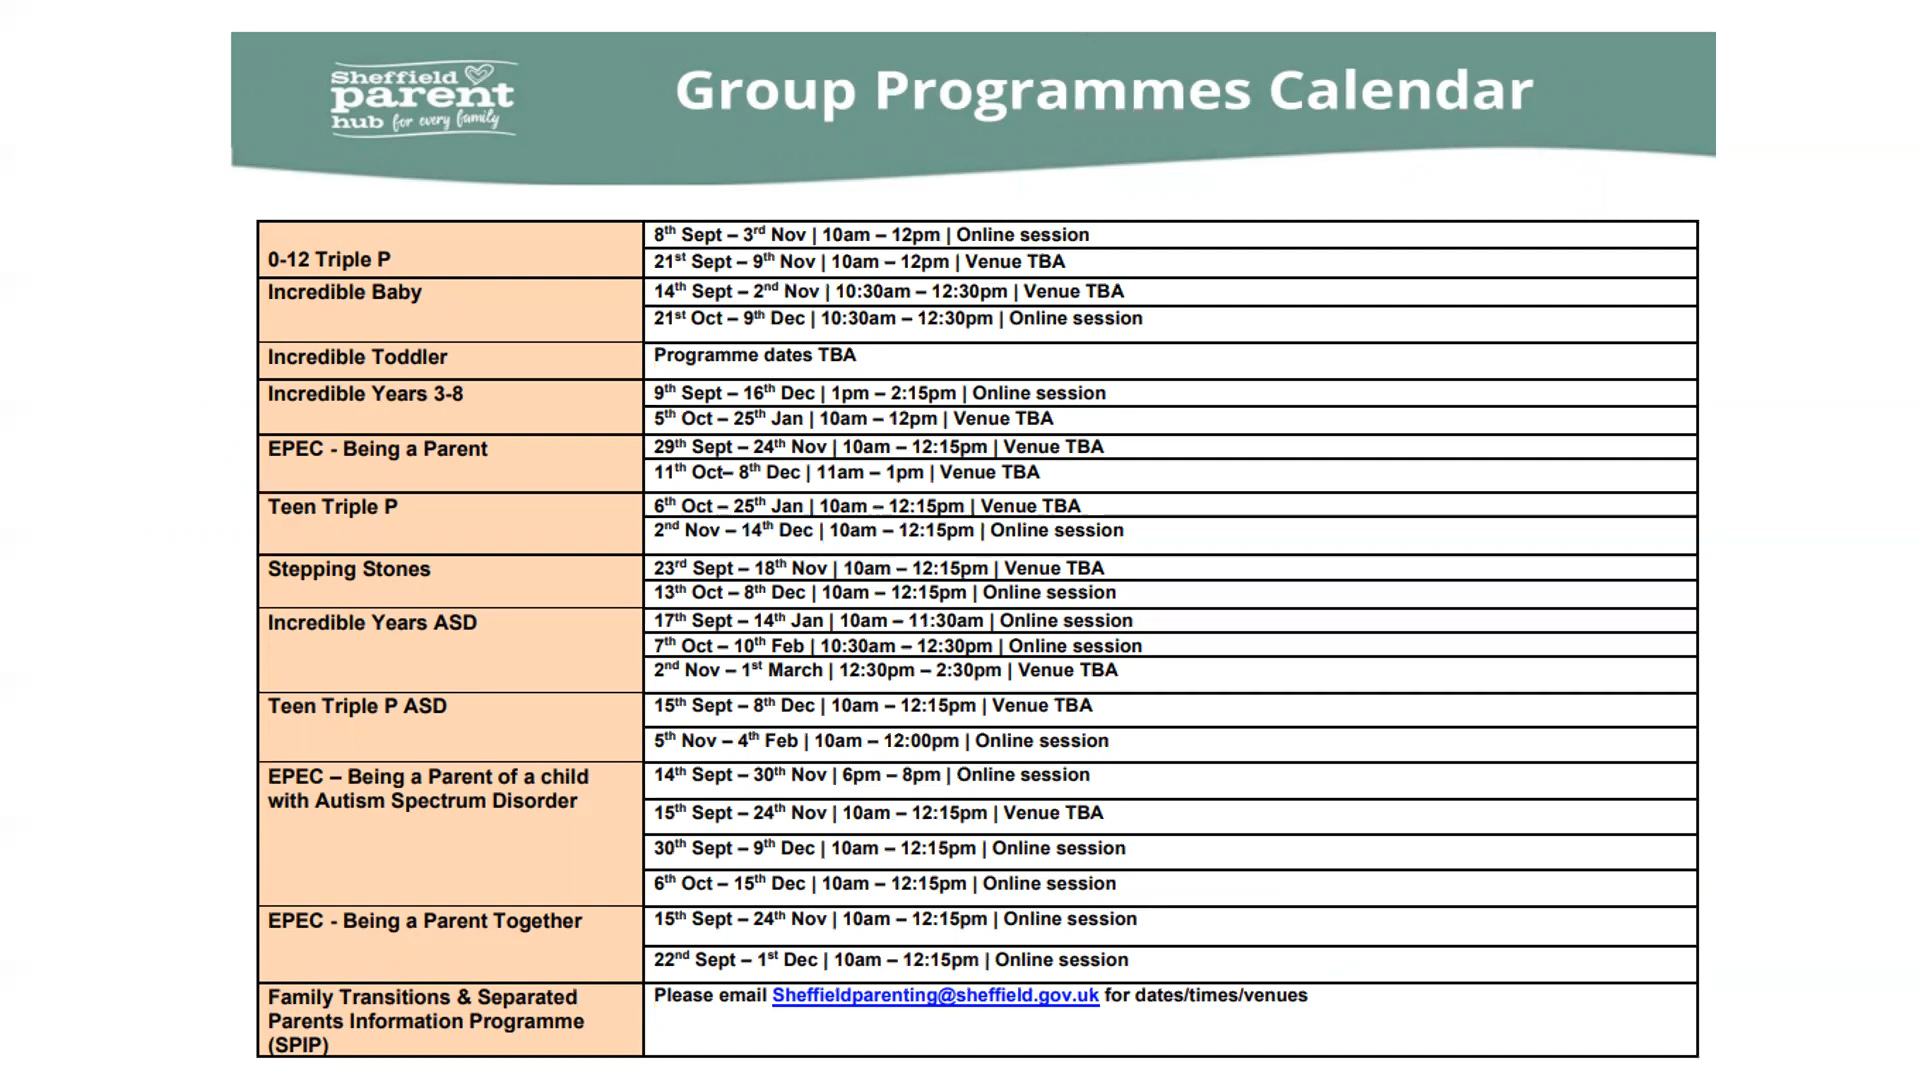 Sheffield
parent
hub for every family
Group Programmes Calendar
0-12 Triple P
8th Sept – 3rd Nov | 10am – 12pm | Online session
21st Sept – 9th Nov | 10am – 12pm | Venue TBA
Incredible Baby
14th Sept – 2nd Nov | 10:30am – 12:30pm | Venue TBA
21st Oct – 9th Dec | 10:30am – 12:30pm | Online session
Incredible Toddler
Programme dates TBA
Incredible Years 3-8
9th Sept – 16th Dec | 1pm – 2:15pm | Online session
5th Oct – 25th Jan | 10am – 12pm | Venue TBA
EPEC - Being a Parent
29th Sept – 24th Nov | 10am – 12:15pm | Venue TBA
11th Oct– 8th Dec | 11am – 1pm | Venue TBA
Teen Triple P
6th Oct – 25th Jan | 10am – 12:15pm | Venue TBA
2nd Nov – 14th Dec | 10am – 12:15pm | Online session
Stepping Stones
23rd Sept – 18th Nov | 10am – 12:15pm | Venue TBA
13th Oct – 8th Dec | 10am – 12:15pm | Online session
Incredible Years ASD
17th Sept – 14th Jan | 10am – 11:30am | Online session
7th Oct – 10th Feb | 10:30am – 12:30pm | Online session
2nd Nov – 1st March | 12:30pm – 2:30pm | Venue TBA
Teen Triple P ASD
15th Sept – 8th Dec | 10am – 12:15pm | Venue TBA
5th Nov – 4th Feb | 10am – 12:00pm | Online session
EPEC – Being a Parent of a child
with Autism Spectrum Disorder
14th Sept – 30th Nov | 6pm – 8pm | Online session
15th Sept – 24th Nov | 10am – 12:15pm | Venue TBA
30th Sept – 9th Dec | 10am – 12:15pm | Online session
6th Oct – 15th Dec | 10am – 12:15pm | Online session
EPEC - Being a Parent Together
15th Sept – 24th Nov | 10am – 12:15pm | Online session
22nd Sept – 1st Dec | 10am – 12:15pm | Online session
Family Transitions & Separated
Parents Information Programme
(SPIP)
Please email Sheffieldparenting@sheffield.gov.uk for dates/times/venues